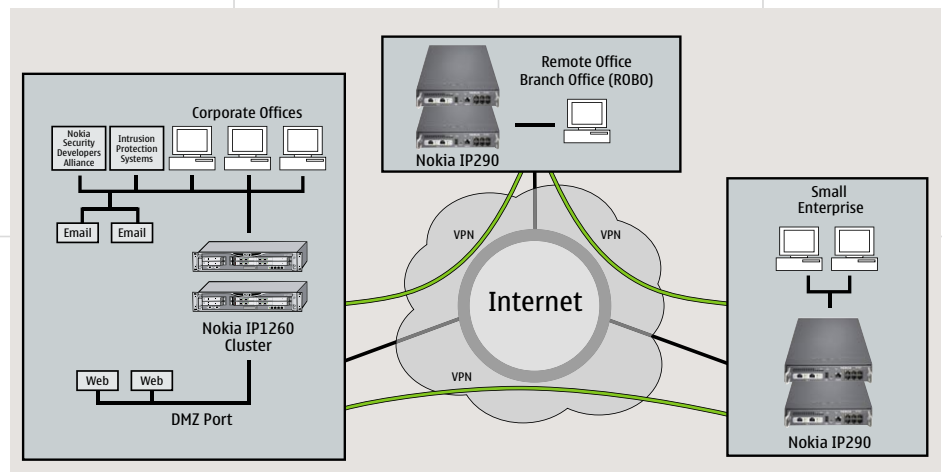 Corporate Offices
Nokia
Security
Developers
Alliance
Intrusion
Protection
Systems
Email
Email
Nokia IP1260
Cluster
Web
Web
DMZ Port
Remote Office
Branch Office (ROBO)
Nokia IP290
VPN
VPN
Internet
VPN
Small
Enterprise
Nokia IP290